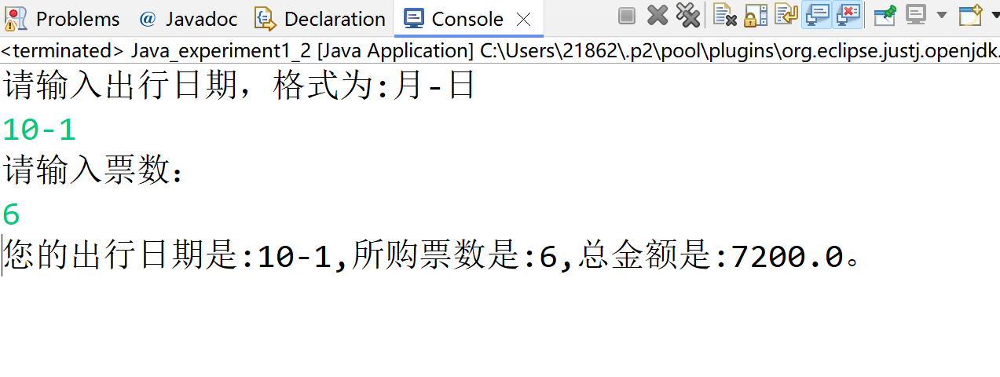 Problems @ Javadoc Declaration Console
<terminated> Java_experiment1_2 [Java Application] C:\Users\21862\.p2\pool\plugins\org.eclipse.justj.openjdk.
请输入出行日期，格式为:月-日
10-1
请输入票数：
6
您的出行日期是:10-1,所购票数是:6,总金额是:7200.0。